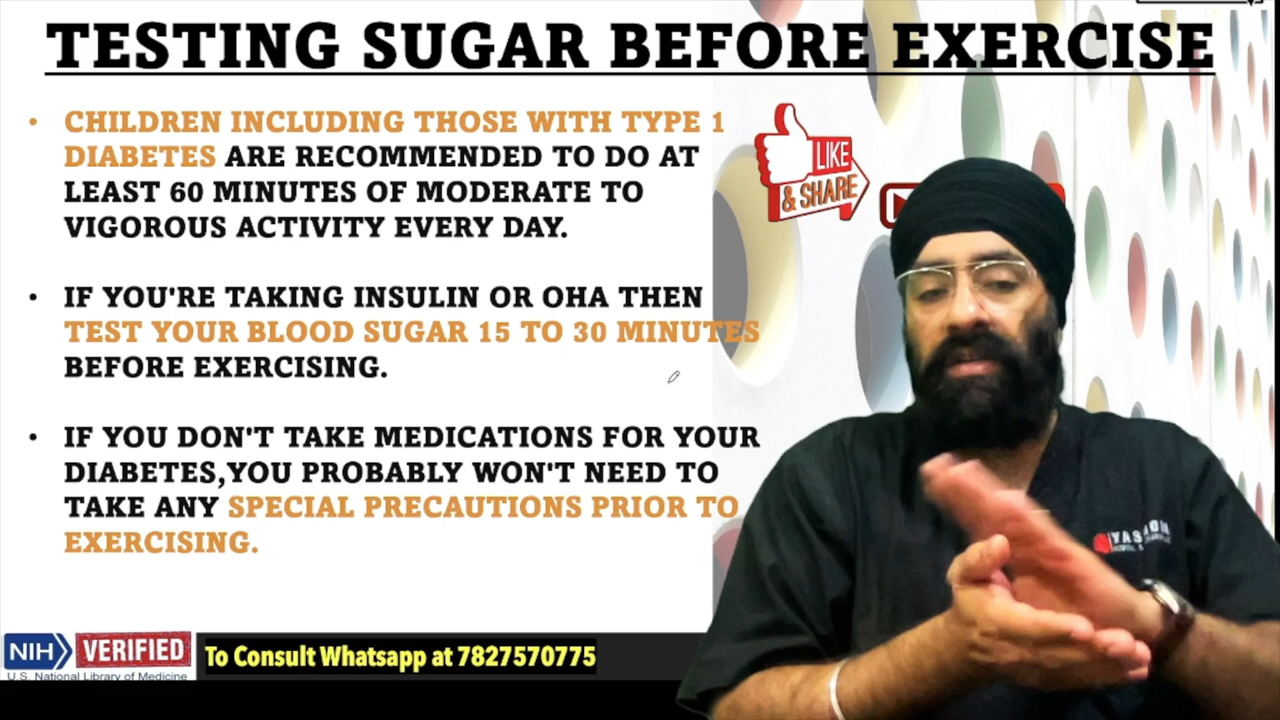 TESTING SUGAR BEFORE EXERCISE
• CHILDREN INCLUDING THOSE WITH TYPE 1
DIABETES ARE RECOMMENDED TO DO AT
LEAST 60 MINUTES OF MODERATE TO
VIGOROUS ACTIVITY EVERY DAY.
• IF YOU'RE TAKING INSULIN OR OHA THEN
TEST YOUR BLOOD SUGAR 15 TO 30 MINUTES
BEFORE EXERCISING.
• IF YOU DON'T TAKE MEDICATIONS FOR YOUR
DIABETES,YOU PROBABLY WON'T NEED TO
TAKE ANY SPECIAL PRECAUTIONS PRIOR TO
EXERCISING.
LIKE
& SHARE
NIH VERIFIED
U.S. National Library of Medicine
To Consult Whatsapp at 7827570775